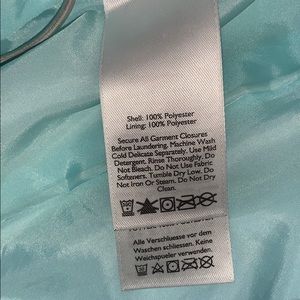 Shell: 100% Polyester
Lining: 100% Polyester
Secure All Garment Closures
Before Laundering. Machine Wash
Cold Delicate Separately. Use Mild
Detergent. Rinse Thoroughly. Do
Not Bleach. Do Not Use Fabric
Softeners. Tumble Dry Low. Do
Not Iron Or Steam. Do Not Dry
Clean.
Alle Verschlüsse vor dem
Waschen schliessen. Keine
Weichspueler verwenden.